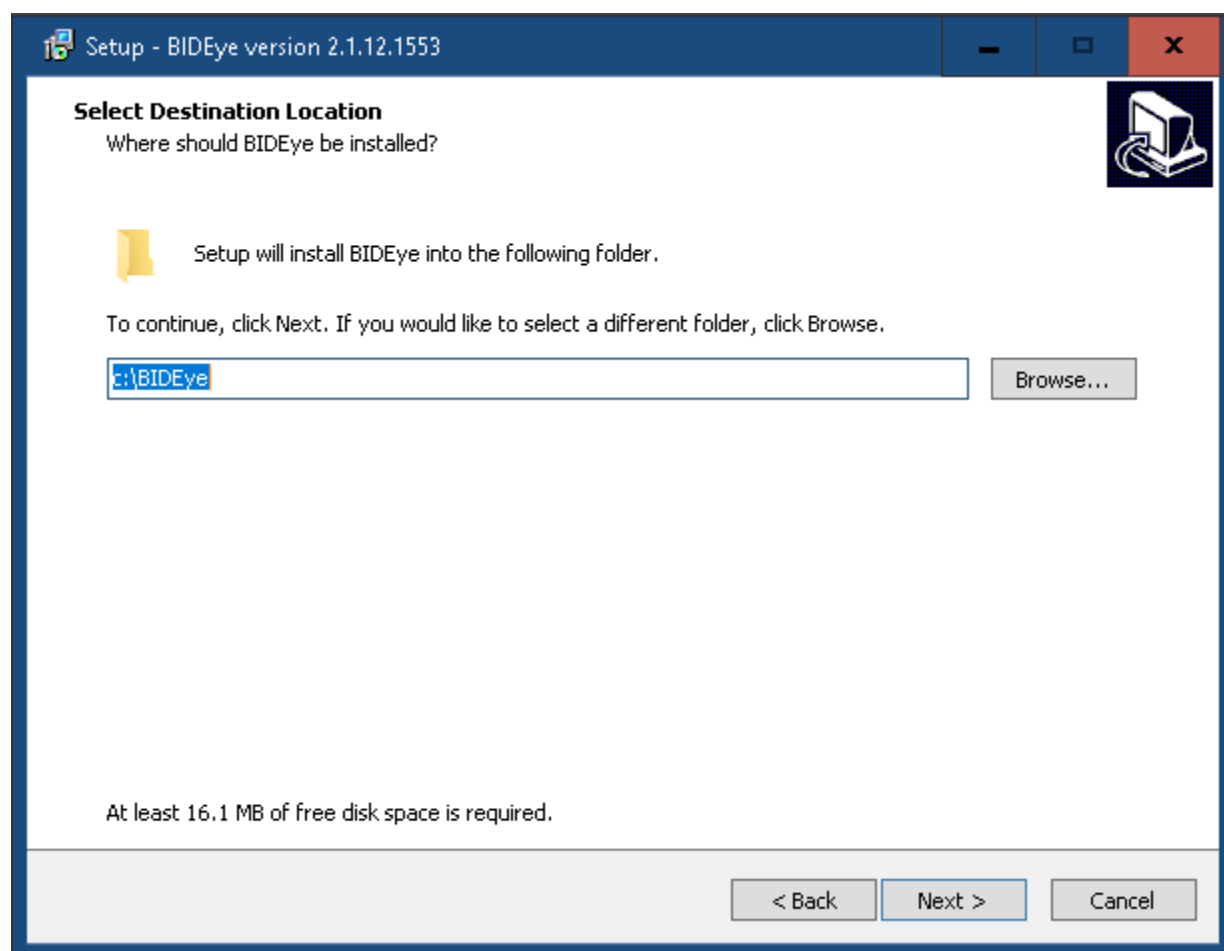 Setup - BIDEye version 2.1.12.1553
Select Destination Location
Where should BIDEye be installed?
Setup will install BIDEye into the following folder.
To continue, click Next. If you would like to select a different folder, click Browse.
c:\BIDEye
Browse...
At least 16.1 MB of free disk space is required.
< Back
Next >
Cancel